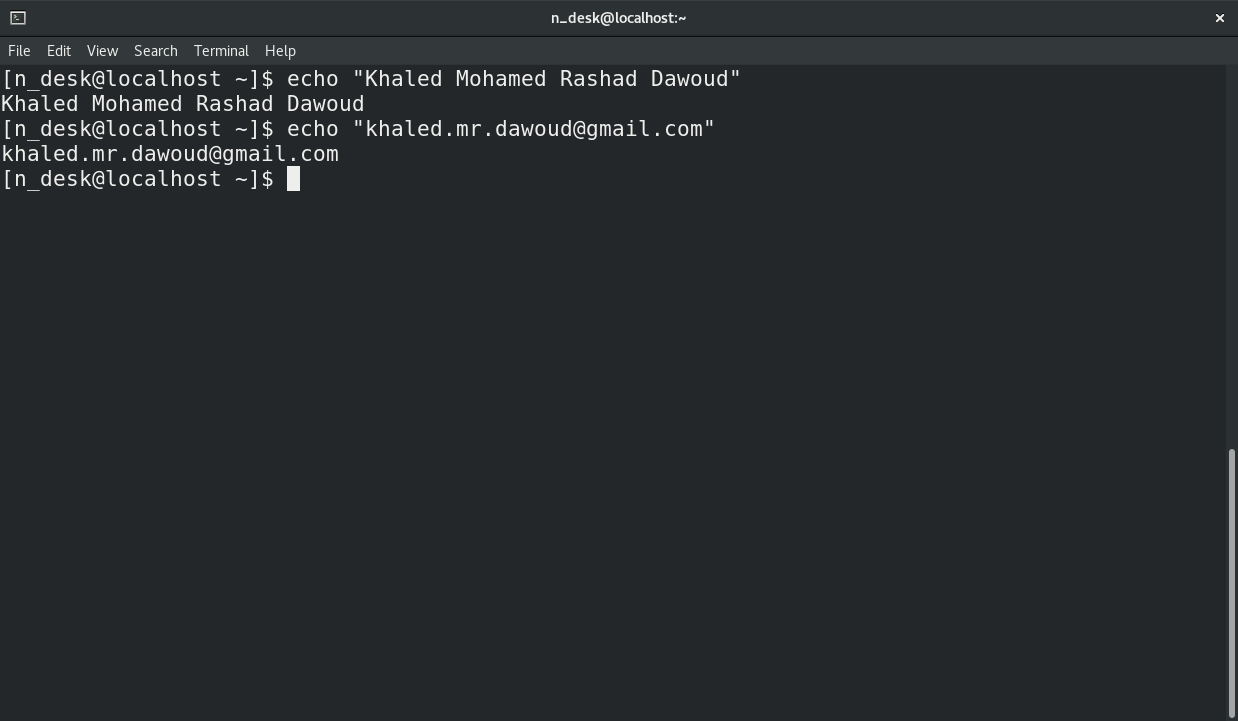 n_desk@localhost:~
File Edit View Search Terminal Help
[n_desk@localhost ~]$ echo "Khaled Mohamed Rashad Dawoud"
Khaled Mohamed Rashad Dawoud
[n_desk@localhost ~]$ echo "khaled.mr.dawoud@gmail.com"
khaled.mr.dawoud@gmail.com
[n_desk@localhost ~]$